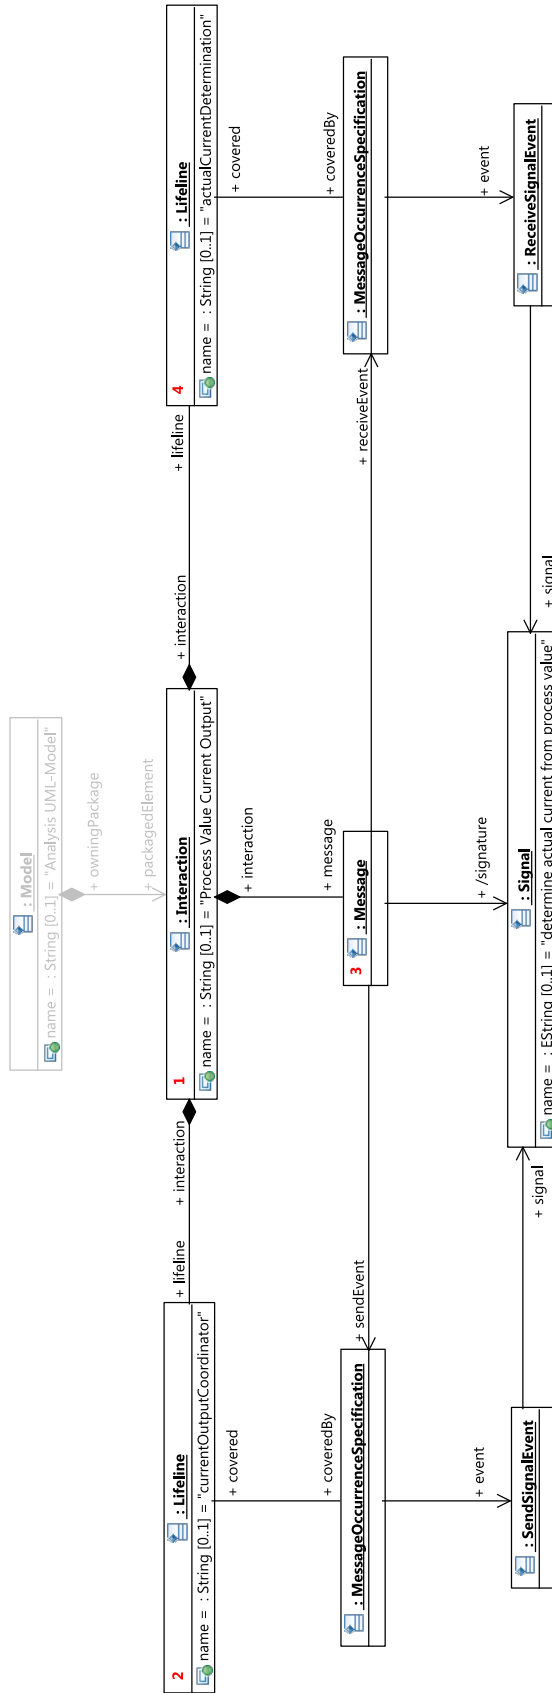 : Model
name = : String [0..1] = "Analysis UML-Model"
+ owningPackage
+ packagedElement
2
: Lifeline
name = : String [0..1] = "currentOutputCoordinator"
+ lifeline
+ interaction
1
: Interaction
name = : String [0..1] = "Process Value Current Output"
+ interaction
+ lifeline
4
: Lifeline
name = : String [0..1] = "actualCurrentDetermination"
+ covered
+ interaction
+ covered
+ coveredBy
+ message
+ coveredBy
: MessageOccurrenceSpecification
+ sendEvent
3
: Message
+ receiveEvent
: MessageOccurrenceSpecification
+ event
+ /signature
+ event
: SendSignalEvent
+ signal
: Signal
name = : EString [0..1] = "determine actual current from process value"
+ signal
: ReceiveSignalEvent